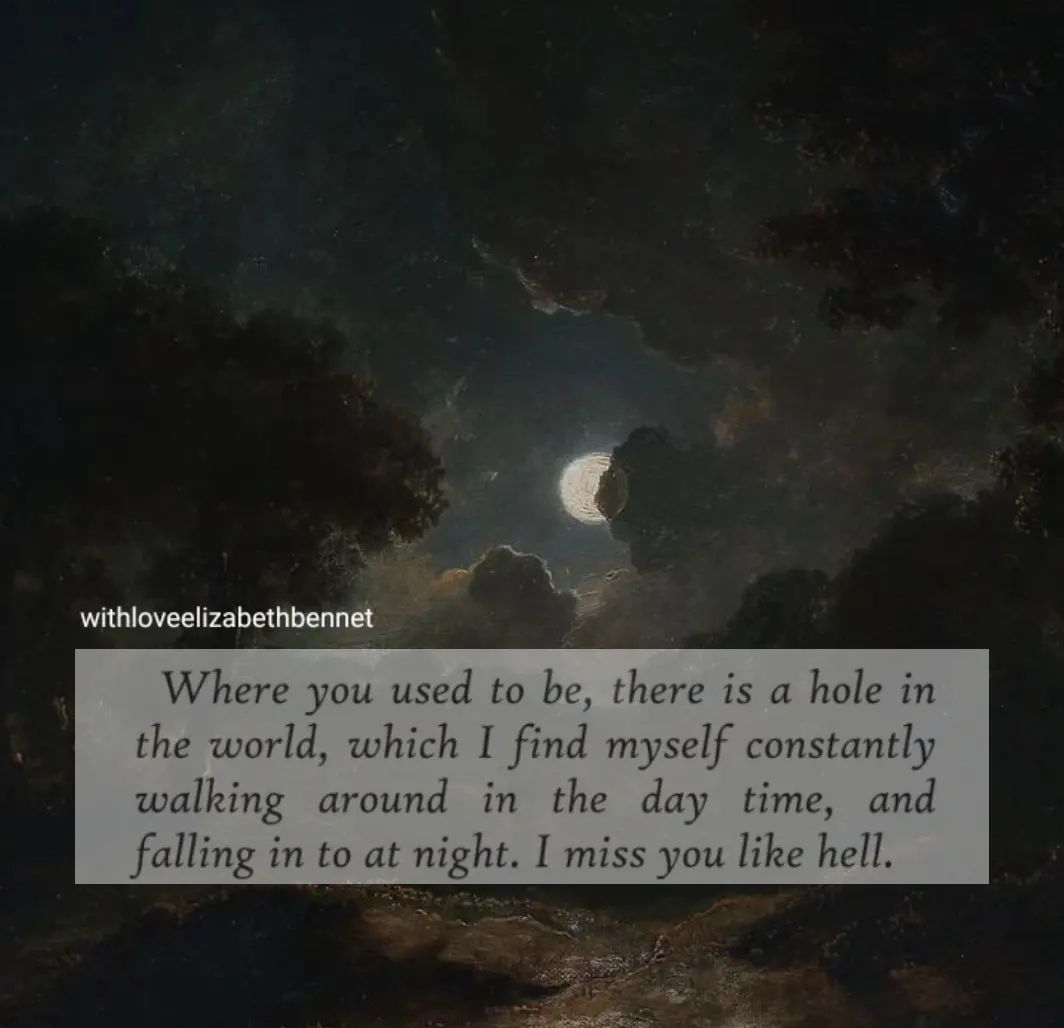 withloveelizabethbennet
Where you used to be, there is a hole in
the world, which I find myself constantly
walking around in the day time, and
falling in to at night. I miss you like hell.